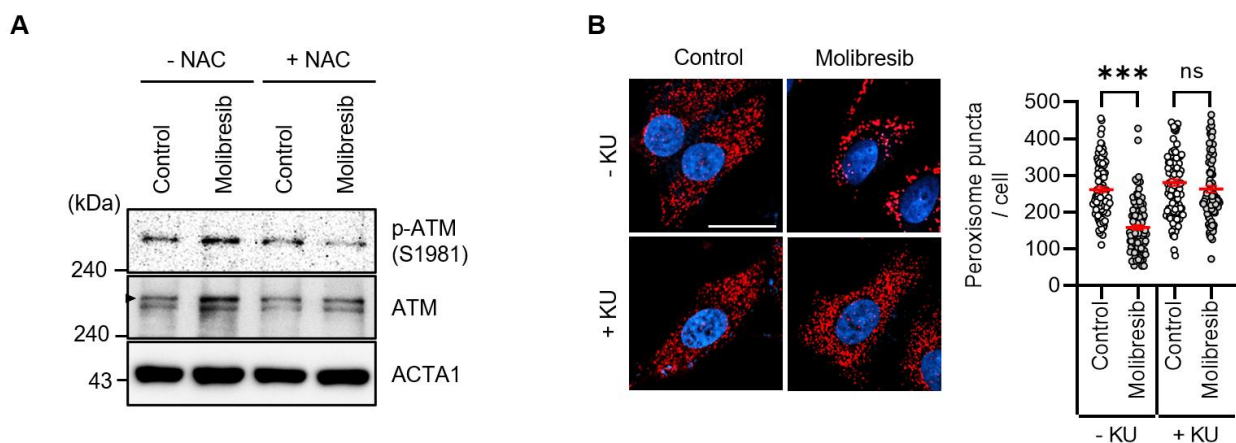 A
- NAC
+ NAC
Control
Molibresib
Control
Molibresib
(kDa)
p-ATM
(S1981)
240
ATM
240
ACTA1
43
B
Control
Molibresib
- KU
+ KU
*** ns
Peroxisome puncta
/ cell
500
400
300
200
100
0
Control
Molibresib
Control
Molibresib
- KU
+ KU